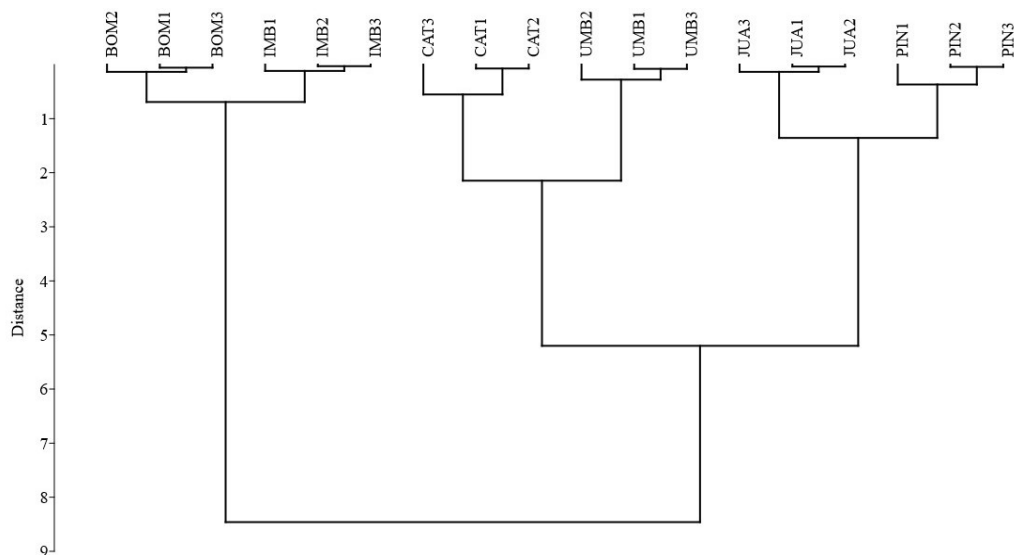 BOM2
BOM1
BOM3
IMB1
IMB2
IMB3
CAT3
CAT1
CAT2
UMB2
UMB1
UMB3
JUA3
JUA1
JUA2
PIN1
PIN2
PIN3
1
2
3
4
5
6
7
8
9
Distance